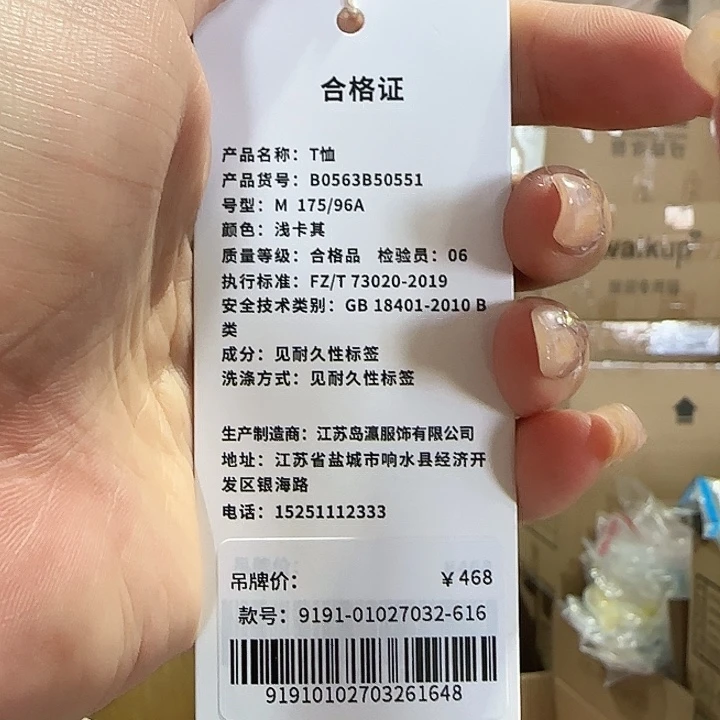 合格证
产品名称：T恤
产品货号：B0563B50551
号型：M 175/96A
颜色：浅卡其
质量等级：合格品 检验员：06
执行标准：FZ/T 73020-2019
安全技术类别：GB 18401-2010 B
类
成分：见耐久性标签
洗涤方式：见耐久性标签
生产制造商：江苏岛瀛服饰有限公司
地址：江苏省盐城市响水县经济开
发区银海路
电话：15251112333
吊牌价： ￥468
款号：9191-01027032-616
91910102703261648
walkup